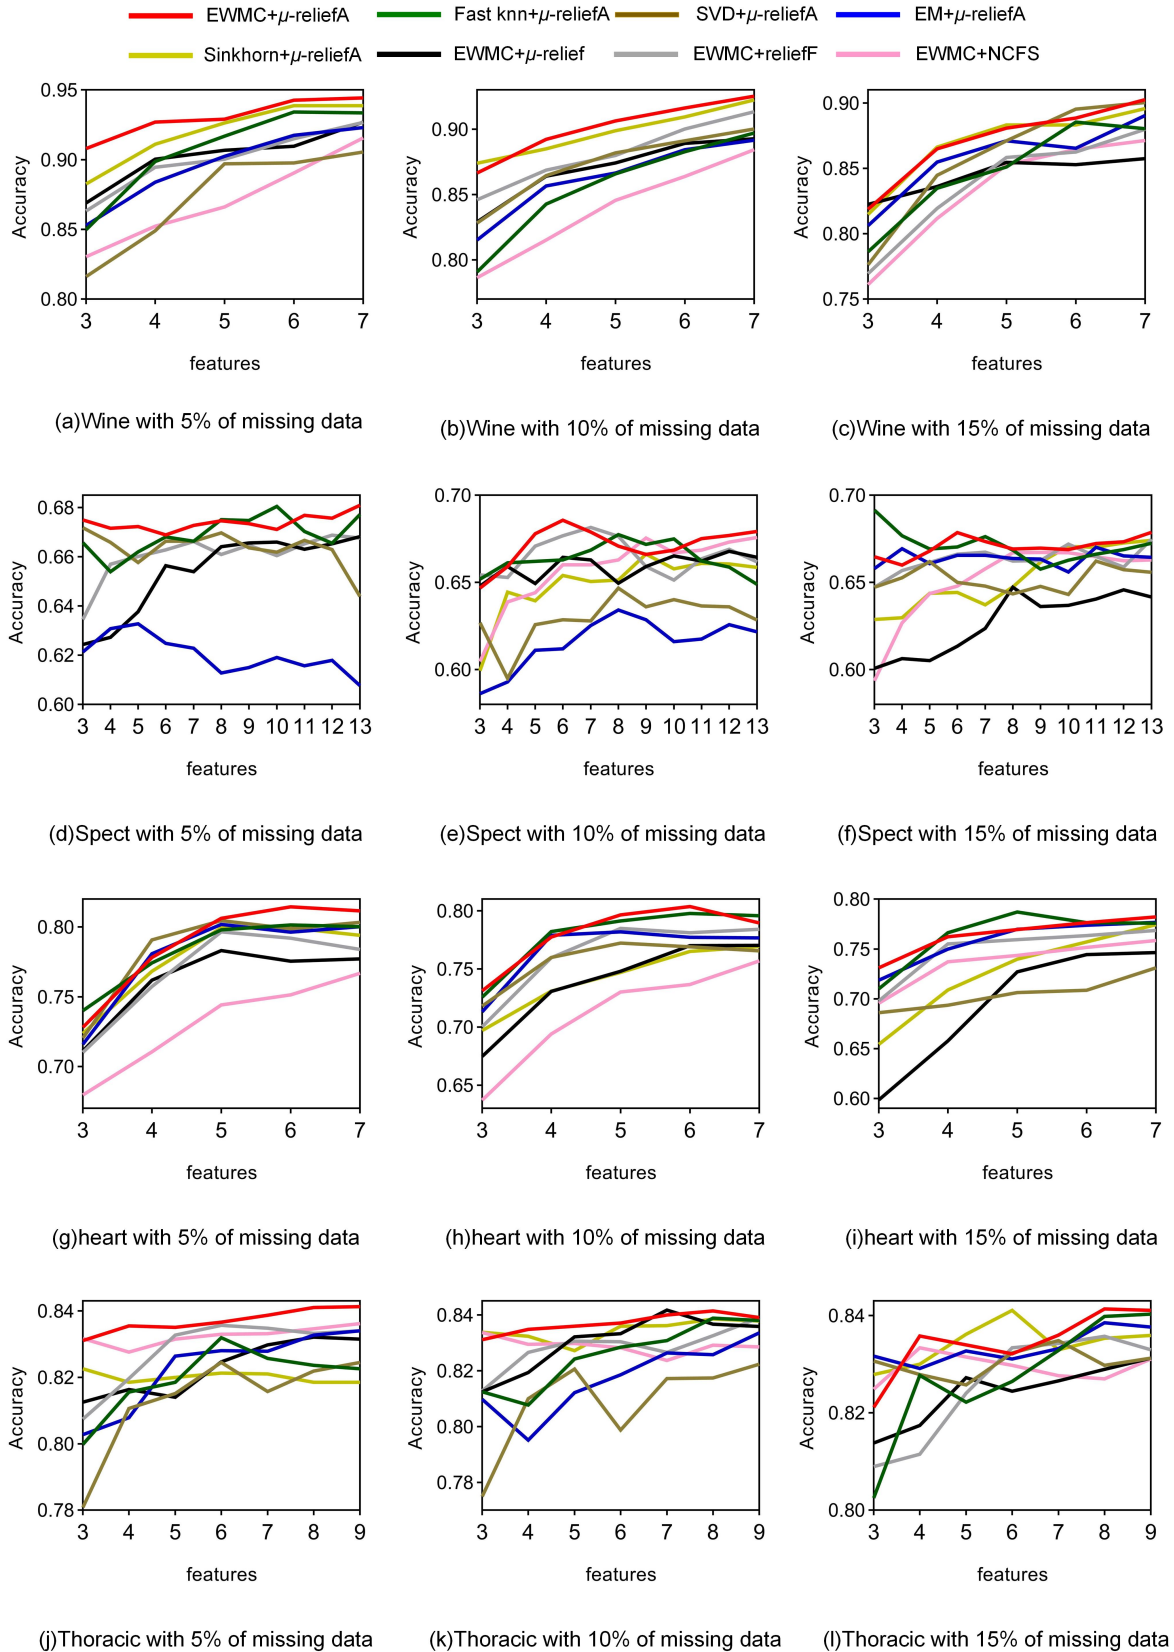 EWMC+μ-reliefA Fast knn+μ-reliefA SVD+μ-reliefA EM+μ-reliefA
Sinkhorn+μ-reliefA EWMC+μ-relief EWMC+reliefF EWMC+NCFS
0.95
0.90
0.85
0.80
Accuracy
3 4 5 6 7
features
(a)Wine with 5% of missing data
0.90
0.85
0.80
Accuracy
3 4 5 6 7
features
(b)Wine with 10% of missing data
0.90
0.85
0.80
0.75
Accuracy
3 4 5 6 7
features
(c)Wine with 15% of missing data
0.68
0.66
0.64
0.62
0.60
Accuracy
3 4 5 6 7 8 9 10 11 12 13
features
(d)Spect with 5% of missing data
0.70
0.65
0.60
Accuracy
3 4 5 6 7 8 9 10 11 12 13
features
(e)Spect with 10% of missing data
0.70
0.65
0.60
Accuracy
3 4 5 6 7 8 9 10 11 12 13
features
(f)Spect with 15% of missing data
0.80
0.75
0.70
Accuracy
3 4 5 6 7
features
(g)heart with 5% of missing data
0.80
0.75
0.70
0.65
Accuracy
3 4 5 6 7
features
(h)heart with 10% of missing data
0.80
0.75
0.70
0.65
0.60
Accuracy
3 4 5 6 7
features
(i)heart with 15% of missing data
0.84
0.82
0.80
0.78
Accuracy
3 4 5 6 7 8 9
features
(j)Thoracic with 5% of missing data
0.84
0.82
0.80
0.78
Accuracy
3 4 5 6 7 8 9
features
(k)Thoracic with 10% of missing data
0.84
0.82
0.80
Accuracy
3 4 5 6 7 8 9
features
(l)Thoracic with 15% of missing data